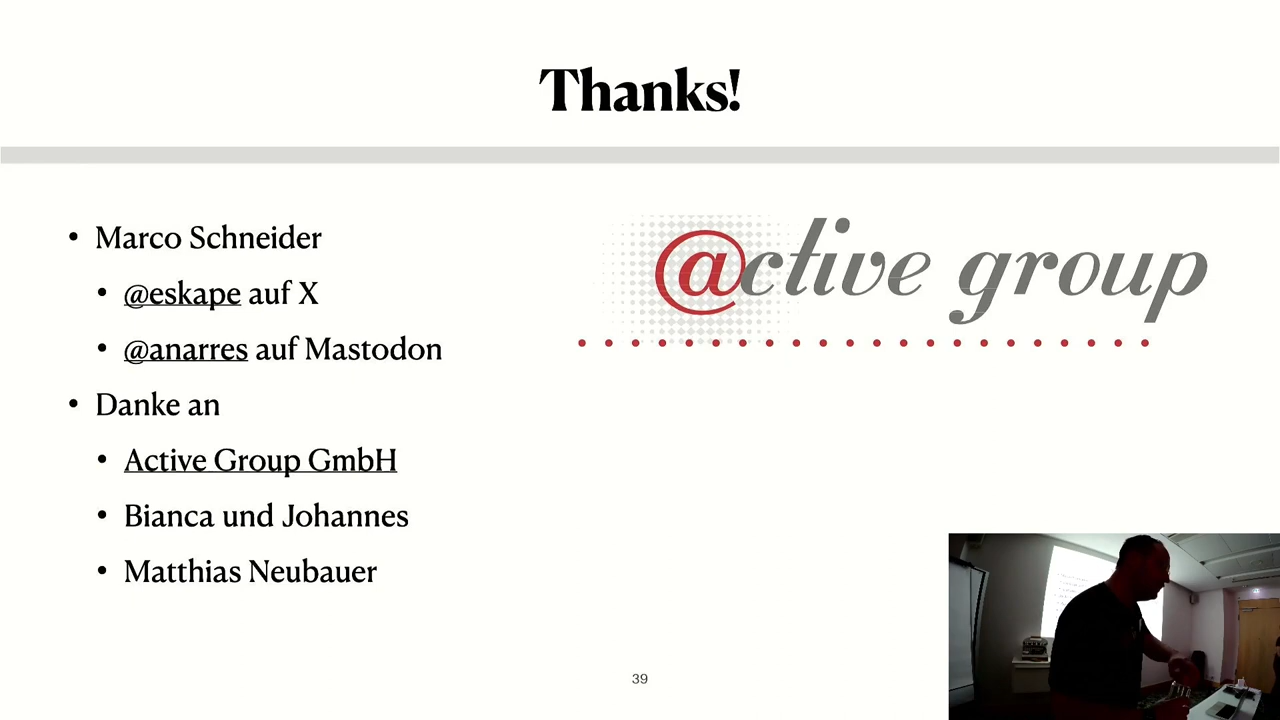 Thanks!
• Marco Schneider
• @eskape auf X
• @anarres auf Mastodon
• Danke an
• Active Group GmbH
• Bianca und Johannes
• Matthias Neubauer
@ctive group
39